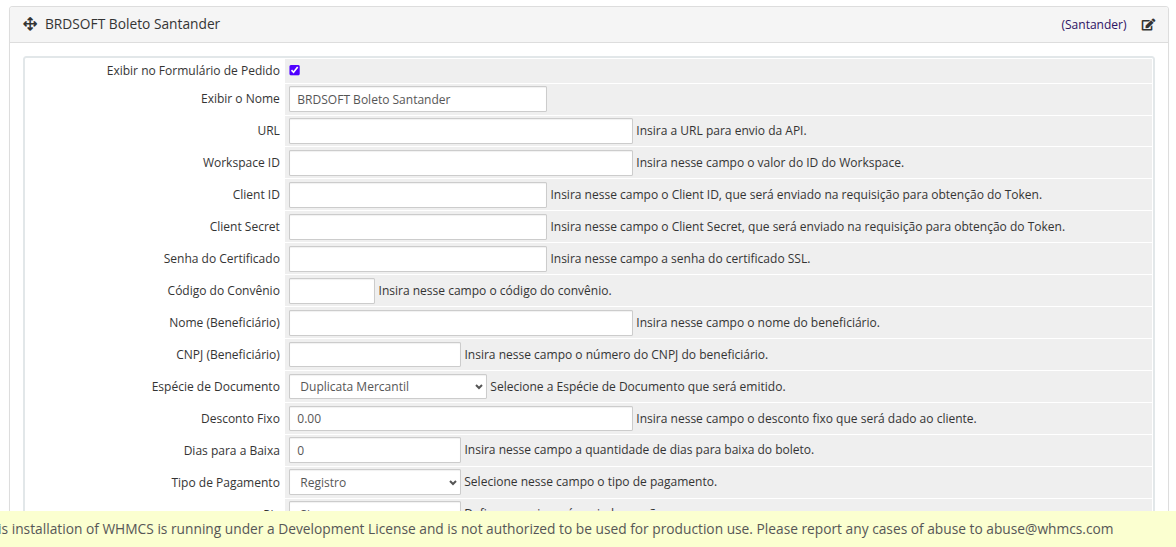 BRDSOFT Boleto Santander (Santander)
Exibir no Formulário de Pedido
Exibir o Nome BRDSOFT Boleto Santander
URL Insira a URL para envio da API.
Workspace ID Insira nesse campo o valor do ID do Workspace.
Client ID Insira nesse campo o Client ID, que será enviado na requisição para obtenção do Token.
Client Secret Insira nesse campo o Client Secret, que será enviado na requisição para obtenção do Token.
Senha do Certificado Insira nesse campo a senha do certificado SSL.
Código do Convênio Insira nesse campo o código do convênio.
Nome (Beneficiário) Insira nesse campo o nome do beneficiário.
CNPJ (Beneficiário) Insira nesse campo o número do CNPJ do beneficiário.
Espécie de Documento Duplicata Mercantil Selecione a Espécie de Documento que será emitido.
Desconto Fixo 0.00 Insira nesse campo o desconto fixo que será dado ao cliente.
Dias para a Baixa 0 Insira nesse campo a quantidade de dias para baixa do boleto.
Tipo de Pagamento Registro Selecione nesse campo o tipo de pagamento.
is installation of WHMCS is running under a Development License and is not authorized to be used for production use. Please report any cases of abuse to abuse@whmcs.com